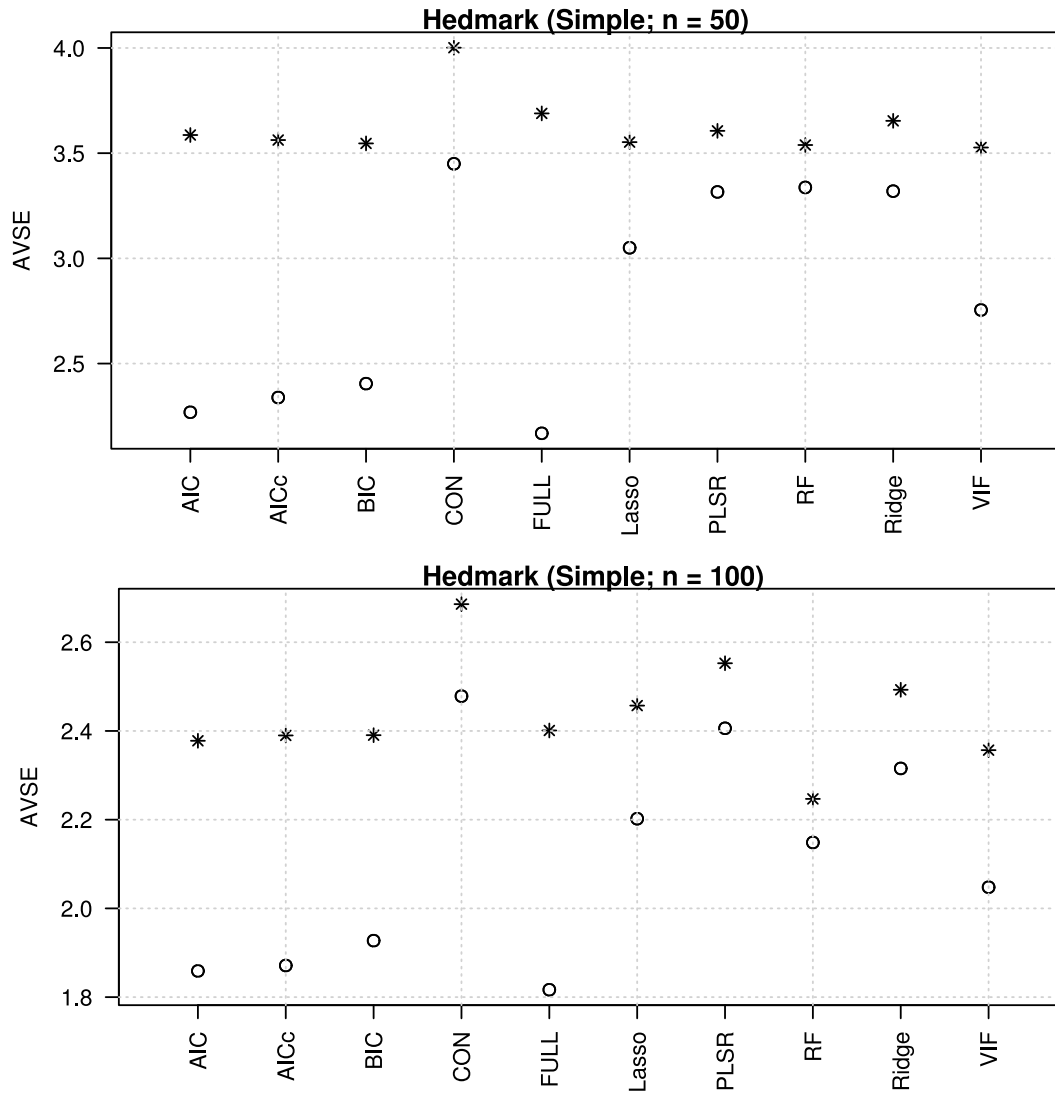 Hedmark (Simple; n = 50)
4.0
3.5
3.0
2.5
AVSE
AIC
AICc
BIC
CON
FULL
Lasso
PLSR
RF
Ridge
VIF
Hedmark (Simple; n = 100)
2.6
2.4
2.2
2.0
1.8
AVSE
AIC
AICc
BIC
CON
FULL
Lasso
PLSR
RF
Ridge
VIF